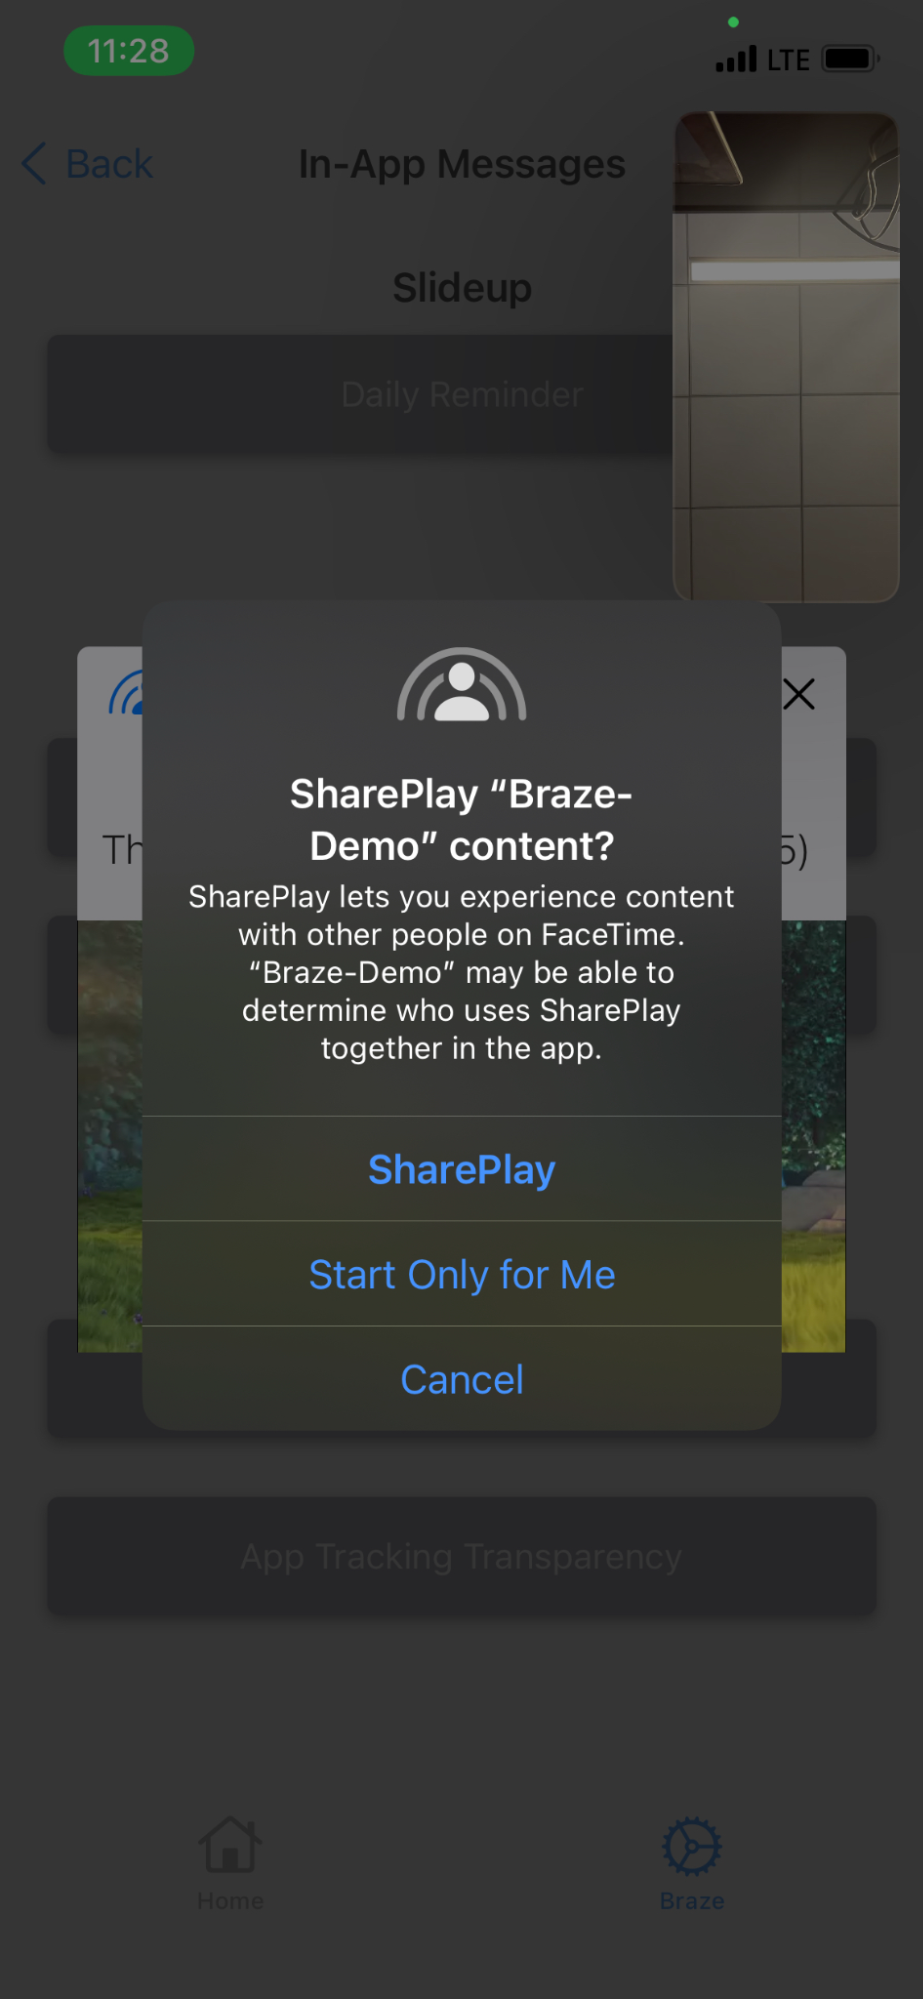 11:28
LTE
Back
In-App Messages
Slideup
Daily Reminder
SharePlay “Braze-
Demo” content?
SharePlay lets you experience content
with other people on FaceTime.
“Braze-Demo” may be able to
determine who uses SharePlay
together in the app.
SharePlay
Start Only for Me
Cancel
App Tracking Transparency
Home
Braze